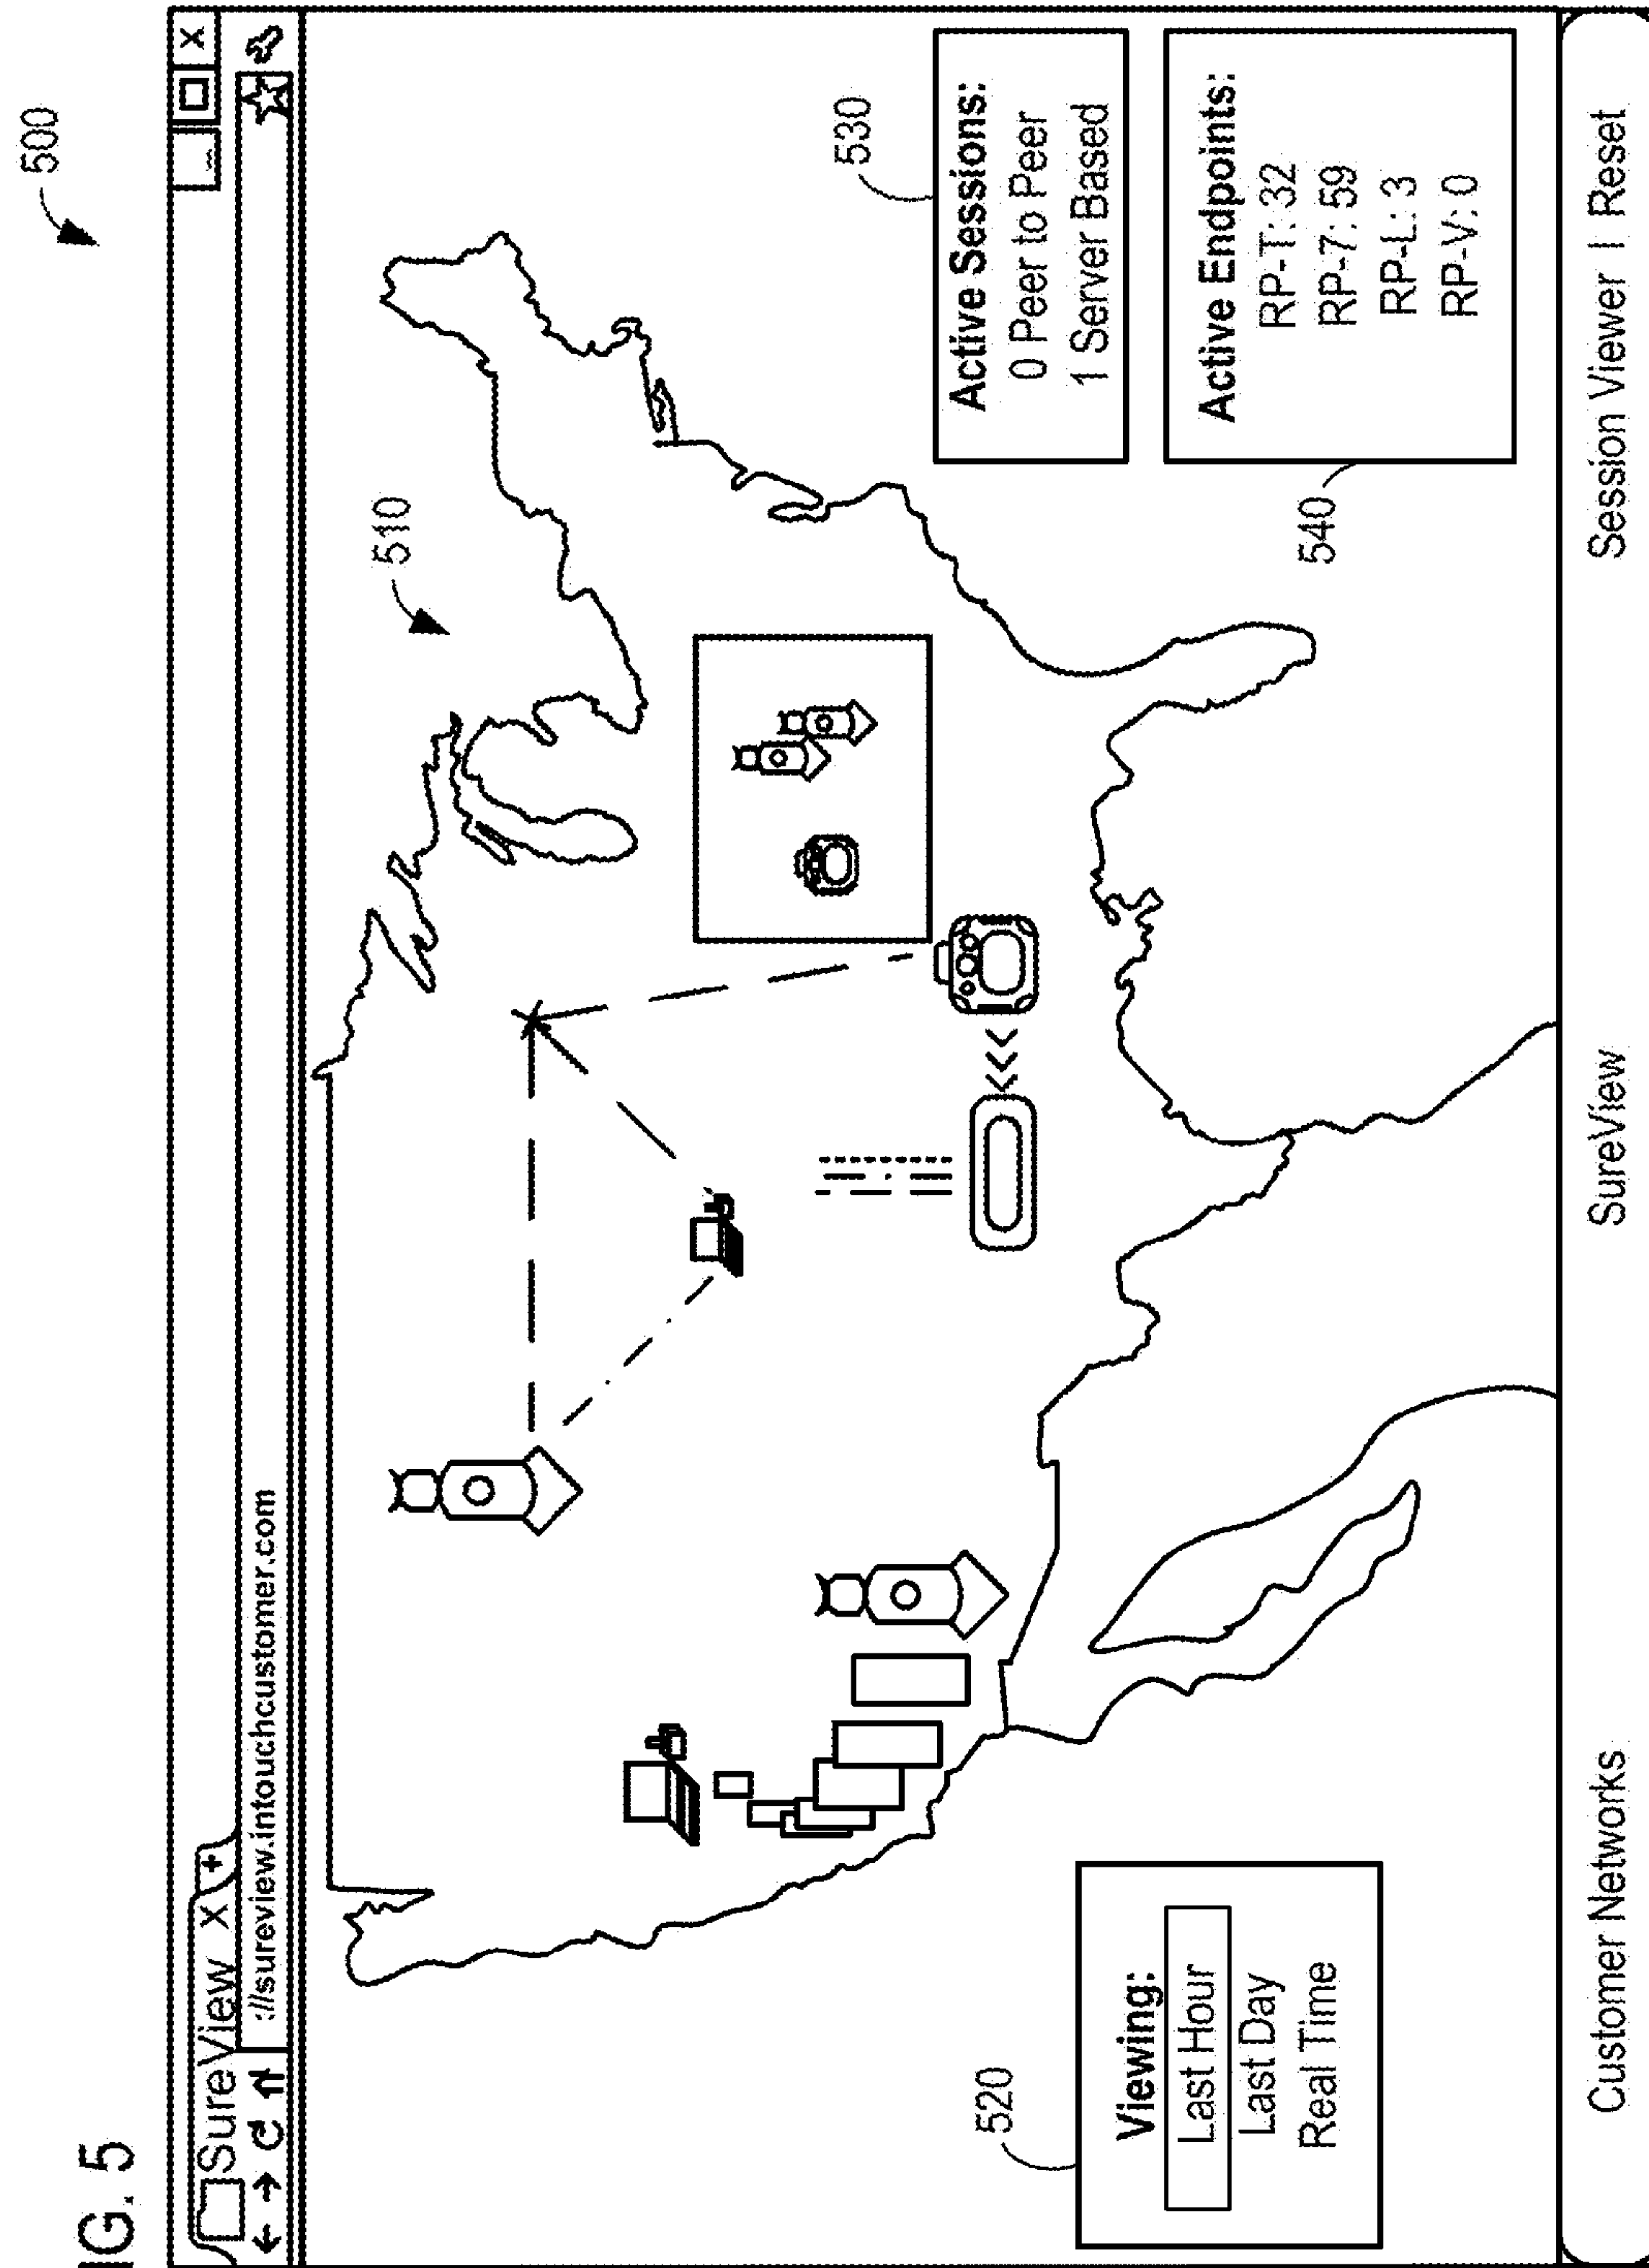 IG. 5
500
SureView X +
_ X
://sureview.intouchcustomer.com
510
520
Viewing:
Last Hour
Last Day
Real Time
530
Active Sessions:
0 Peer to Peer
1 Server Based
540
Active Endpoints:
RP-T: 32
RP-7: 59
RP-L: 3
RP-V: 0
Customer Networks
SureView
Session Viewer | Reset